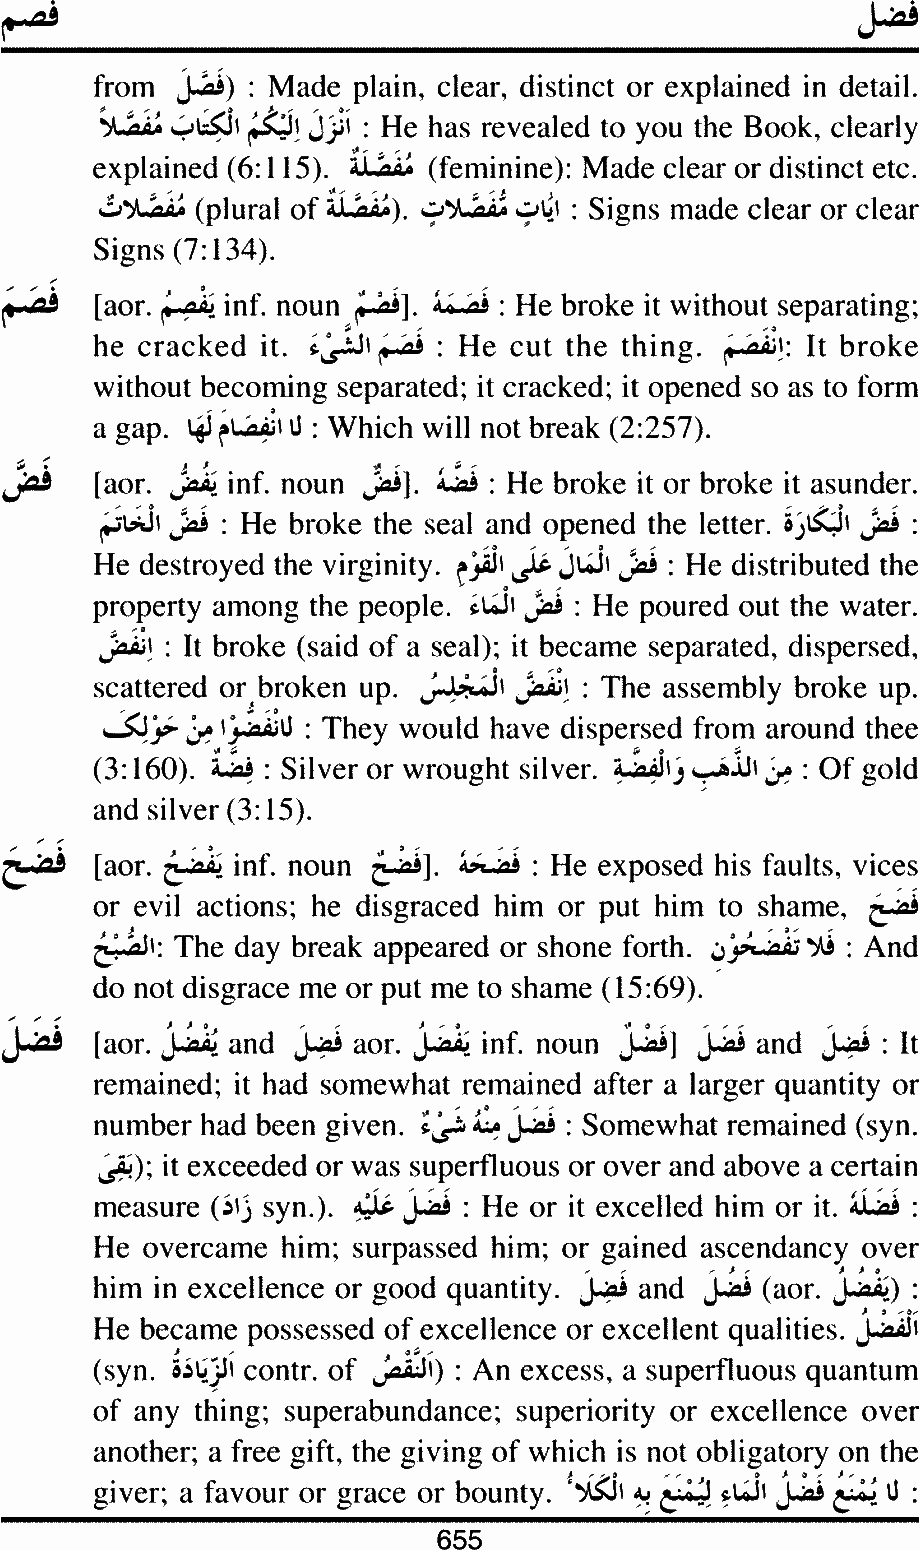 فصم فضل
from فَصَّلَ) : Made plain, clear, distinct or explained in detail.
اَنْزَلَ اِلَیْكُمُ الْكِتَابَ مُفَصَّلاً : He has revealed to you the Book, clearly
explained (6:115). مُفَصَّلَةٌ (feminine): Made clear or distinct etc.
مُفَصَّلاتٌ (plural of مُفَصَّلَةٌ). اٰیَاتٍ مُّفَصَّلاتٍ : Signs made clear or clear
Signs (7:134).
فَصَمَ [aor. یَفْصِمُ inf. noun فَصْمٌ]. فَصَمَهٗ : He broke it without separating;
he cracked it. فَصَمَ الشَّیْءَ : He cut the thing. اِنْفَصَمَ: It broke
without becoming separated; it cracked; it opened so as to form
a gap. لَا انْفِصَامَ لَهَا : Which will not break (2:257).
فَضَّ [aor. یَفُضُّ inf. noun فَضٌّ]. فَضَّهٗ : He broke it or broke it asunder.
فَضَّ الْخَاتَمَ : He broke the seal and opened the letter. فَضَّ الْبَكَارَةَ :
He destroyed the virginity. فَضَّ الْمَالَ عَلَی الْقَوْمِ : He distributed the
property among the people. فَضَّ الْمَاءَ : He poured out the water.
اِنْفَضَّ : It broke (said of a seal); it became separated, dispersed,
scattered or broken up. اِنْفَضَّ الْمَجْلِسُ : The assembly broke up.
لَانْفَضُّوْا مِنْ حَوْلِکَ : They would have dispersed from around thee
(3:160). فِضَّةٌ : Silver or wrought silver. مِنَ الذَّهَبِ وَالْفِضَّةِ : Of gold
and silver (3:15).
فَضَحَ [aor. یَفْضَحُ inf. noun فَضْحٌ]. فَضَحَهٗ : He exposed his faults, vices
or evil actions; he disgraced him or put him to shame, فَضَحَ
الصُّبْحُ: The day break appeared or shone forth. فَلا تَفْضَحُوْنِ : And
do not disgrace me or put me to shame (15:69).
فَضَلَ [aor. یَفْضُلُ and فَضِلَ aor. یَفْضَلُ inf. noun فَضْلٌ] فَضَلَ and فَضِلَ : It
remained; it had somewhat remained after a larger quantity or
number had been given. فَضَلَ مِنْهُ شَیْءٌ : Somewhat remained (syn.
بَقِیَ); it exceeded or was superfluous or over and above a certain
measure (زَادَ syn.). فَضَلَ عَلَیْهِ : He or it excelled him or it. فَضَلَهٗ :
He overcame him; surpassed him; or gained ascendancy over
him in excellence or good quantity. فَضِلَ and فَضُلَ (aor. یَفْضُلُ) :
He became possessed of excellence or excellent qualities. اَلْفَضْلُ
(syn. اَلزِّیَادَةُ contr. of اَلنَّقْصُ) : An excess, a superfluous quantum
of any thing; superabundance; superiority or excellence over
another; a free gift, the giving of which is not obligatory on the
giver; a favour or grace or bounty. لا یُمْنَعُ فَضْلُ الْمَاءِ لِیُمْنَعَ بِهِ الْكَلَاُ :
655